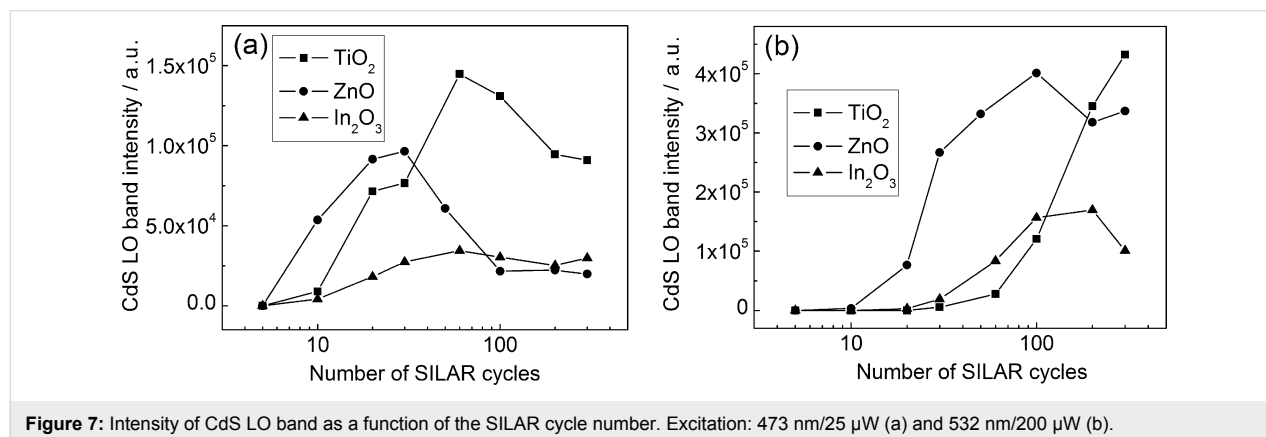 (a)
TiO₂
ZnO
In₂O₃
CdS LO band intensity / a.u.
1.5x10⁵
1.0x10⁵
5.0x10⁴
0.0
10
100
Number of SILAR cycles
(b)
TiO₂
ZnO
In₂O₃
CdS LO band intensity / a.u.
4x10⁵
3x10⁵
2x10⁵
1x10⁵
0
10
100
Number of SILAR cycles
Figure 7: Intensity of CdS LO band as a function of the SILAR cycle number. Excitation: 473 nm/25 μW (a) and 532 nm/200 μW (b).